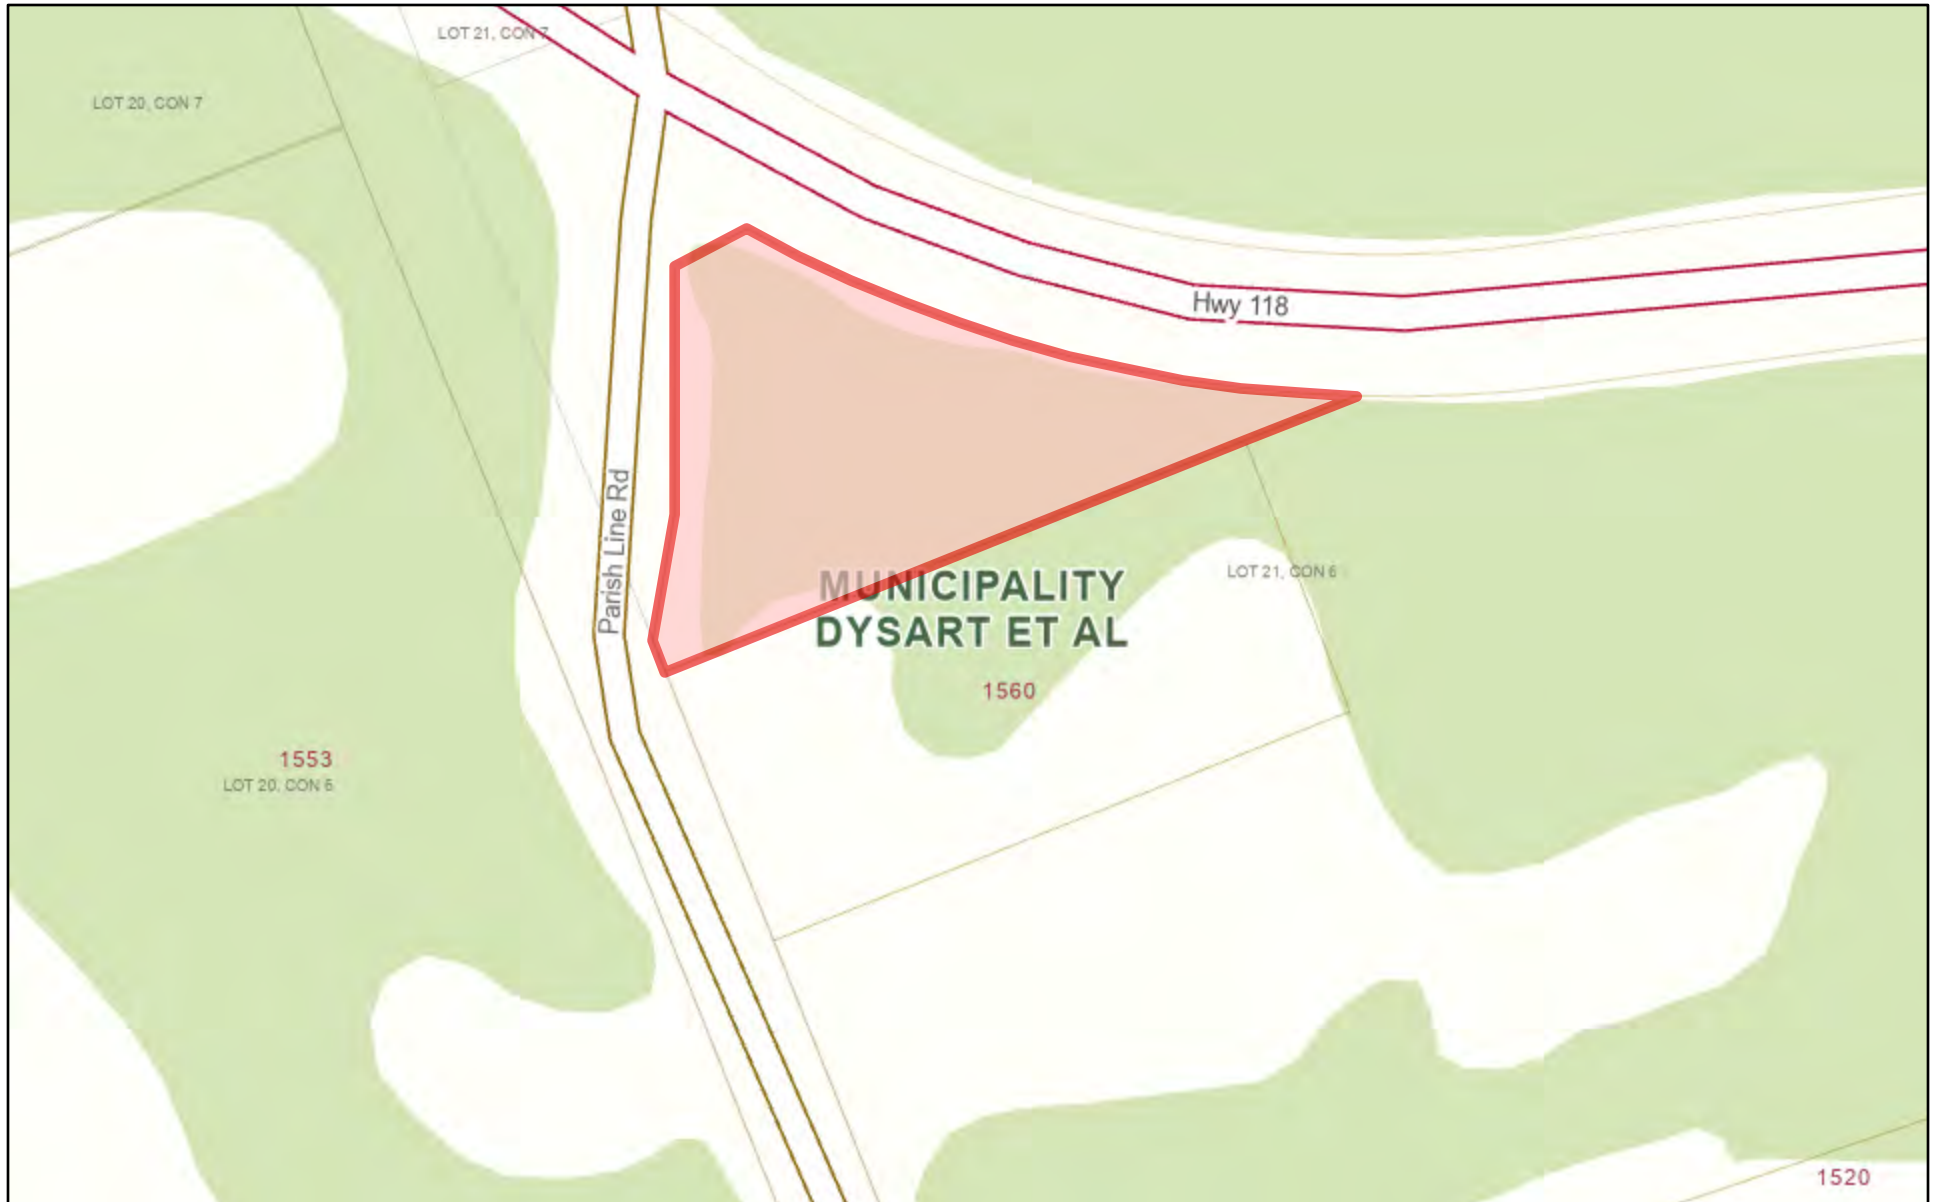 LOT 21, CON 7
LOT 20, CON 7
Hwy 118
Parish Line Rd
MUNICIPALITY
DYSART ET AL
LOT 21, CON 6
1560
1553
LOT 20, CON 6
1520